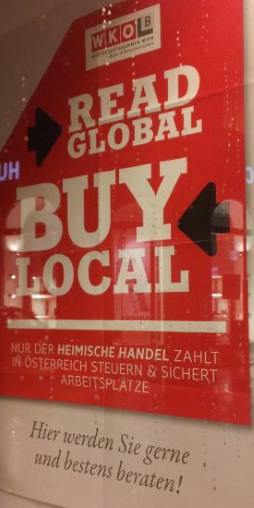 WKO LB
READ
GLOBAL
BUY
LOCAL
NUR DER HEIMISCHE HANDEL ZAHLT
IN ÖSTERREICH STEUERN & SICHERT
ARBEITSPLÄTZE
Hier werden Sie gerne
und bestens beraten!